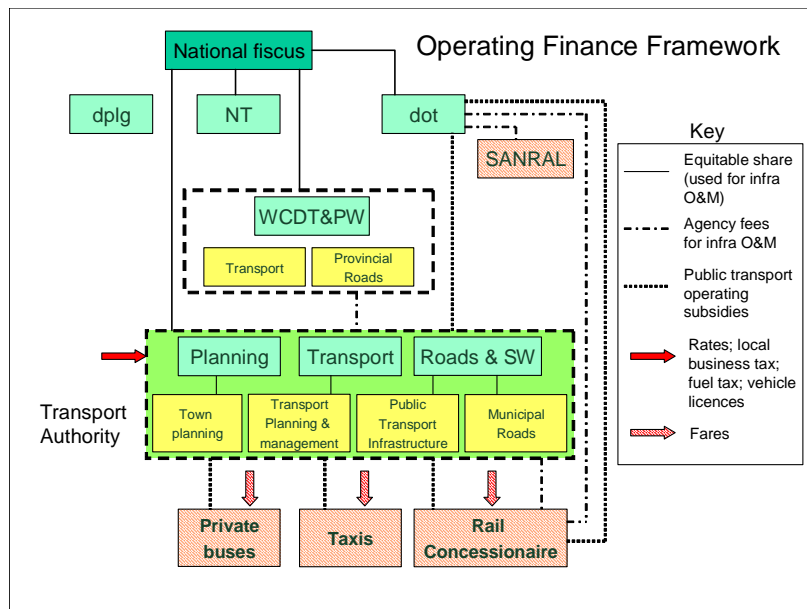 National fiscus
Operating Finance Framework
dplg
NT
dot
SANRAL
Key
Equitable share
(used for infra
O&M)
Agency fees
for infra O&M
Public transport
operating
subsidies
Rates; local
business tax;
fuel tax; vehicle
licences
Fares
WCDT&PW
Transport
Provincial
Roads
Transport
Authority
Planning
Transport
Roads & SW
Town
planning
Transport
Planning &
management
Public
Transport
Infrastructure
Municipal
Roads
Private
buses
Taxis
Rail
Concessionaire